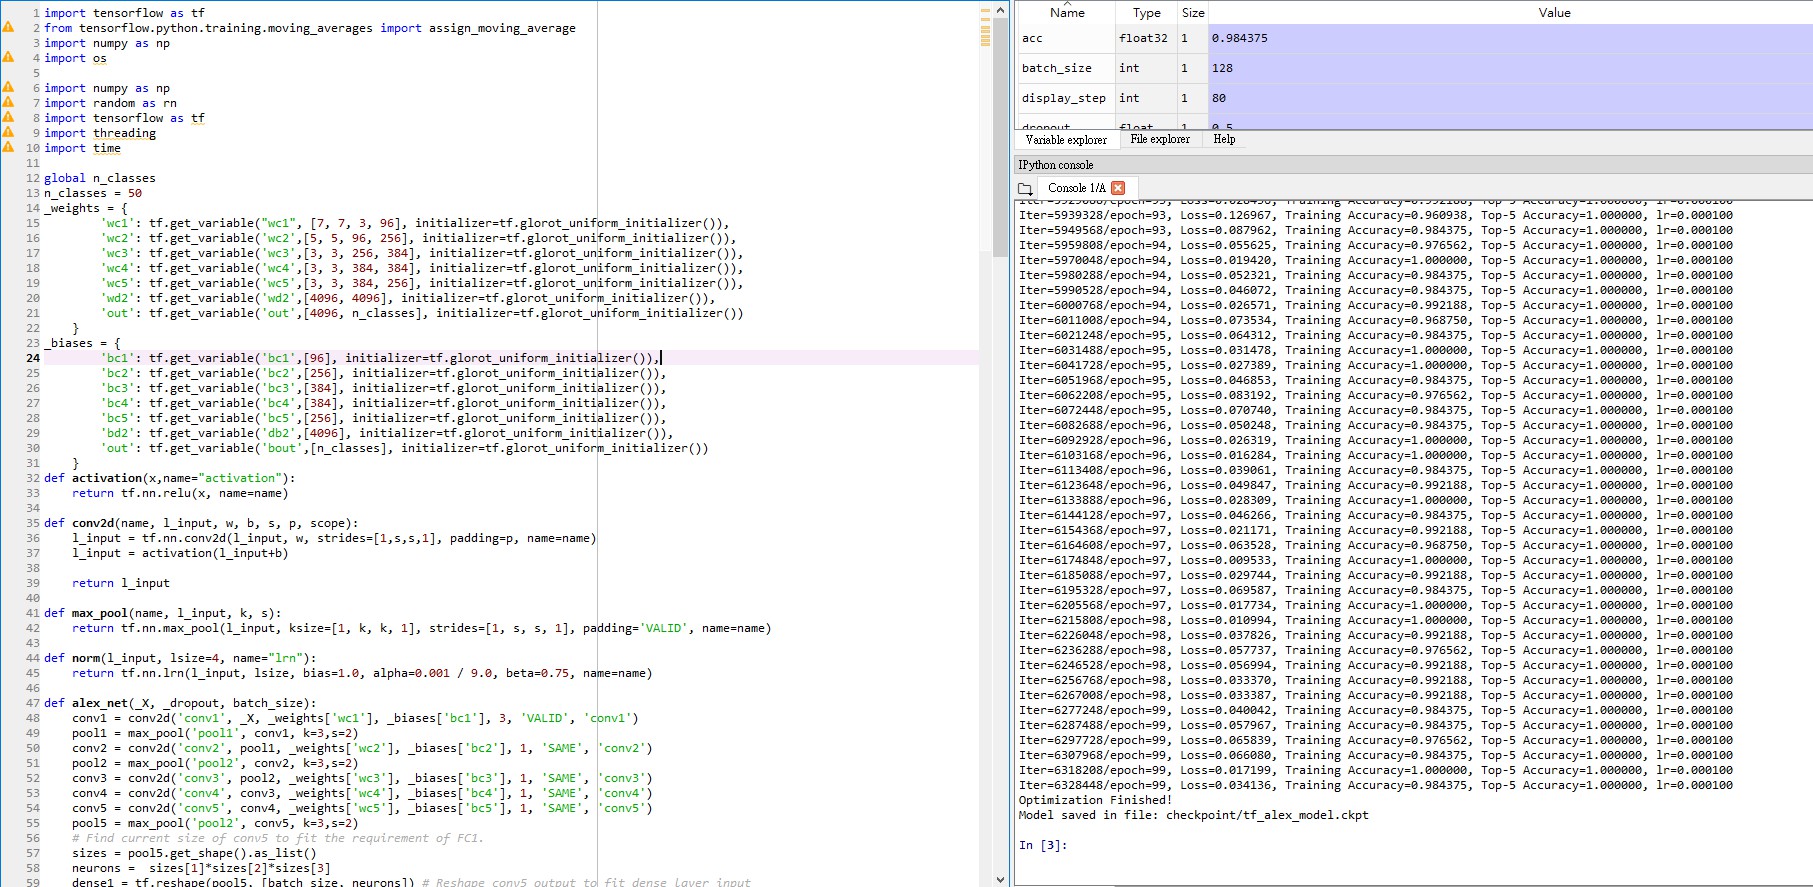 1 import tensorflow as tf
2 from tensorflow.python.training.moving_averages import assign_moving_average
3 import numpy as np
4 import os
5
6 import numpy as np
7 import random as rn
8 import tensorflow as tf
9 import threading
10 import time
11
12 global n_classes
13 n_classes = 50
14 _weights = {
15         'wc1': tf.get_variable("wc1", [7, 7, 3, 96], initializer=tf.glorot_uniform_initializer()),
16         'wc2': tf.get_variable('wc2',[5, 5, 96, 256], initializer=tf.glorot_uniform_initializer()),
17         'wc3': tf.get_variable('wc3',[3, 3, 256, 384], initializer=tf.glorot_uniform_initializer()),
18         'wc4': tf.get_variable('wc4',[3, 3, 384, 384], initializer=tf.glorot_uniform_initializer()),
19         'wc5': tf.get_variable('wc5',[3, 3, 384, 256], initializer=tf.glorot_uniform_initializer()),
20         'wd2': tf.get_variable('wd2',[4096, 4096], initializer=tf.glorot_uniform_initializer()),
21         'out': tf.get_variable('out',[4096, n_classes], initializer=tf.glorot_uniform_initializer())
22     }
23 _biases = {
24         'bc1': tf.get_variable('bc1',[96], initializer=tf.glorot_uniform_initializer()),
25         'bc2': tf.get_variable('bc2',[256], initializer=tf.glorot_uniform_initializer()),
26         'bc3': tf.get_variable('bc3',[384], initializer=tf.glorot_uniform_initializer()),
27         'bc4': tf.get_variable('bc4',[384], initializer=tf.glorot_uniform_initializer()),
28         'bc5': tf.get_variable('bc5',[256], initializer=tf.glorot_uniform_initializer()),
29         'bd2': tf.get_variable('db2',[4096], initializer=tf.glorot_uniform_initializer()),
30         'out': tf.get_variable('bout',[n_classes], initializer=tf.glorot_uniform_initializer())
31     }
32 def activation(x,name="activation"):
33     return tf.nn.relu(x, name=name)
34
35 def conv2d(name, l_input, w, b, s, p, scope):
36     l_input = tf.nn.conv2d(l_input, w, strides=[1,s,s,1], padding=p, name=name)
37     l_input = activation(l_input+b)
38
39     return l_input
40
41 def max_pool(name, l_input, k, s):
42     return tf.nn.max_pool(l_input, ksize=[1, k, k, 1], strides=[1, s, s, 1], padding='VALID', name=name)
43
44 def norm(l_input, lsize=4, name="lrn"):
45     return tf.nn.lrn(l_input, lsize, bias=1.0, alpha=0.001 / 9.0, beta=0.75, name=name)
46
47 def alex_net(_X, _dropout, batch_size):
48     conv1 = conv2d('conv1', _X, _weights['wc1'], _biases['bc1'], 3, 'VALID', 'conv1')
49     pool1 = max_pool('pool1', conv1, k=3,s=2)
50     conv2 = conv2d('conv2', pool1, _weights['wc2'], _biases['bc2'], 1, 'SAME', 'conv2')
51     pool2 = max_pool('pool2', conv2, k=3,s=2)
52     conv3 = conv2d('conv3', pool2, _weights['wc3'], _biases['bc3'], 1, 'SAME', 'conv3')
53     conv4 = conv2d('conv4', conv3, _weights['wc4'], _biases['bc4'], 1, 'SAME', 'conv4')
54     conv5 = conv2d('conv5', conv4, _weights['wc5'], _biases['bc5'], 1, 'SAME', 'conv5')
55     pool5 = max_pool('pool2', conv5, k=3,s=2)
56     # Find current size of conv5 to fit the requirement of FC1.
57     sizes = pool5.get_shape().as_list()
58     neurons =  sizes[1]*sizes[2]*sizes[3]
59     dense1 = tf.reshape(pool5, [batch_size, neurons]) # Reshape conv5 output to fit dense layer input
Name Type Size Value
acc float32 1 0.984375
batch_size int 1 128
display_step int 1 80
dropout float 1 0.5
Variable explorer File explorer Help
IPython console
Console 1/A
Iter=5939328/epoch=93, Loss=0.126967, Training Accuracy=0.960938, Top-5 Accuracy=1.000000, lr=0.000100
Iter=5949568/epoch=93, Loss=0.087962, Training Accuracy=0.984375, Top-5 Accuracy=1.000000, lr=0.000100
Iter=5959808/epoch=94, Loss=0.055625, Training Accuracy=0.976562, Top-5 Accuracy=1.000000, lr=0.000100
Iter=5970048/epoch=94, Loss=0.019420, Training Accuracy=1.000000, Top-5 Accuracy=1.000000, lr=0.000100
Iter=5980288/epoch=94, Loss=0.052321, Training Accuracy=0.984375, Top-5 Accuracy=1.000000, lr=0.000100
Iter=5990528/epoch=94, Loss=0.046072, Training Accuracy=0.984375, Top-5 Accuracy=1.000000, lr=0.000100
Iter=6000768/epoch=94, Loss=0.026571, Training Accuracy=0.992188, Top-5 Accuracy=1.000000, lr=0.000100
Iter=6011008/epoch=94, Loss=0.073534, Training Accuracy=0.968750, Top-5 Accuracy=1.000000, lr=0.000100
Iter=6021248/epoch=95, Loss=0.064312, Training Accuracy=0.984375, Top-5 Accuracy=1.000000, lr=0.000100
Iter=6031488/epoch=95, Loss=0.031478, Training Accuracy=1.000000, Top-5 Accuracy=1.000000, lr=0.000100
Iter=6041728/epoch=95, Loss=0.027389, Training Accuracy=1.000000, Top-5 Accuracy=1.000000, lr=0.000100
Iter=6051968/epoch=95, Loss=0.046853, Training Accuracy=0.984375, Top-5 Accuracy=1.000000, lr=0.000100
Iter=6062208/epoch=95, Loss=0.083192, Training Accuracy=0.976562, Top-5 Accuracy=1.000000, lr=0.000100
Iter=6072448/epoch=95, Loss=0.070740, Training Accuracy=0.984375, Top-5 Accuracy=1.000000, lr=0.000100
Iter=6082688/epoch=95, Loss=0.050248, Training Accuracy=0.984375, Top-5 Accuracy=1.000000, lr=0.000100
Iter=6092928/epoch=96, Loss=0.026319, Training Accuracy=1.000000, Top-5 Accuracy=1.000000, lr=0.000100
Iter=6103168/epoch=96, Loss=0.016284, Training Accuracy=1.000000, Top-5 Accuracy=1.000000, lr=0.000100
Iter=6113408/epoch=96, Loss=0.039061, Training Accuracy=0.984375, Top-5 Accuracy=1.000000, lr=0.000100
Iter=6123648/epoch=96, Loss=0.049847, Training Accuracy=0.992188, Top-5 Accuracy=1.000000, lr=0.000100
Iter=6133888/epoch=96, Loss=0.028309, Training Accuracy=1.000000, Top-5 Accuracy=1.000000, lr=0.000100
Iter=6144128/epoch=96, Loss=0.046266, Training Accuracy=0.984375, Top-5 Accuracy=1.000000, lr=0.000100
Iter=6154368/epoch=97, Loss=0.021171, Training Accuracy=0.992188, Top-5 Accuracy=1.000000, lr=0.000100
Iter=6164608/epoch=97, Loss=0.063528, Training Accuracy=0.968750, Top-5 Accuracy=1.000000, lr=0.000100
Iter=6174848/epoch=97, Loss=0.009533, Training Accuracy=1.000000, Top-5 Accuracy=1.000000, lr=0.000100
Iter=6185088/epoch=97, Loss=0.029744, Training Accuracy=0.992188, Top-5 Accuracy=1.000000, lr=0.000100
Iter=6195328/epoch=97, Loss=0.069587, Training Accuracy=0.984375, Top-5 Accuracy=1.000000, lr=0.000100
Iter=6205568/epoch=97, Loss=0.017734, Training Accuracy=1.000000, Top-5 Accuracy=1.000000, lr=0.000100
Iter=6215808/epoch=98, Loss=0.010994, Training Accuracy=1.000000, Top-5 Accuracy=1.000000, lr=0.000100
Iter=6226048/epoch=98, Loss=0.037826, Training Accuracy=0.992188, Top-5 Accuracy=1.000000, lr=0.000100
Iter=6236288/epoch=98, Loss=0.057737, Training Accuracy=0.976562, Top-5 Accuracy=1.000000, lr=0.000100
Iter=6246528/epoch=98, Loss=0.056994, Training Accuracy=0.992188, Top-5 Accuracy=1.000000, lr=0.000100
Iter=6256768/epoch=98, Loss=0.033370, Training Accuracy=0.992188, Top-5 Accuracy=1.000000, lr=0.000100
Iter=6267008/epoch=98, Loss=0.033387, Training Accuracy=0.992188, Top-5 Accuracy=1.000000, lr=0.000100
Iter=6277248/epoch=99, Loss=0.040042, Training Accuracy=0.984375, Top-5 Accuracy=1.000000, lr=0.000100
Iter=6287488/epoch=99, Loss=0.057967, Training Accuracy=0.984375, Top-5 Accuracy=1.000000, lr=0.000100
Iter=6297728/epoch=99, Loss=0.065839, Training Accuracy=0.976562, Top-5 Accuracy=1.000000, lr=0.000100
Iter=6307968/epoch=99, Loss=0.066080, Training Accuracy=0.984375, Top-5 Accuracy=1.000000, lr=0.000100
Iter=6318208/epoch=99, Loss=0.017199, Training Accuracy=1.000000, Top-5 Accuracy=1.000000, lr=0.000100
Iter=6328448/epoch=99, Loss=0.034136, Training Accuracy=0.984375, Top-5 Accuracy=1.000000, lr=0.000100
Optimization Finished!
Model saved in file: checkpoint/tf_alex_model.ckpt
In [3]: